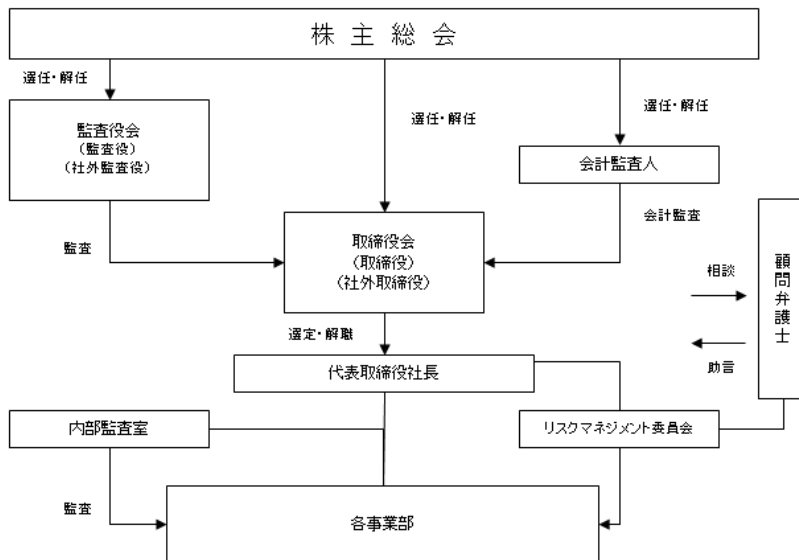 株主総会
選任・解任
選任・解任
選任・解任
監査役会
(監査役)
(社外監査役)
会計監査人
監査
会計監査
取締役会
(取締役)
(社外取締役)
相談
助言
顧問弁護士
選定・解職
代表取締役社長
内部監査室
リスクマネジメント委員会
監査
各事業部